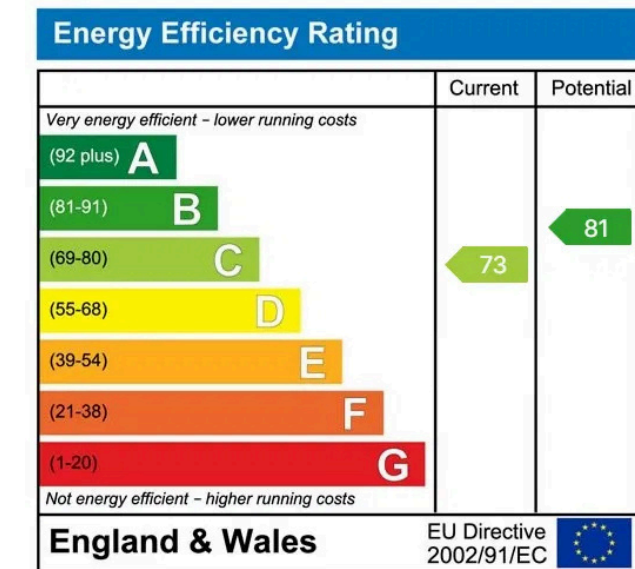 Energy Efficiency Rating
Current Potential
Very energy efficient – lower running costs
(92 plus) A
(81-91) B
81
(69-80) C
73
(55-68) D
(39-54) E
(21-38) F
(1-20) G
Not energy efficient – higher running costs
England & Wales
EU Directive
2002/91/EC